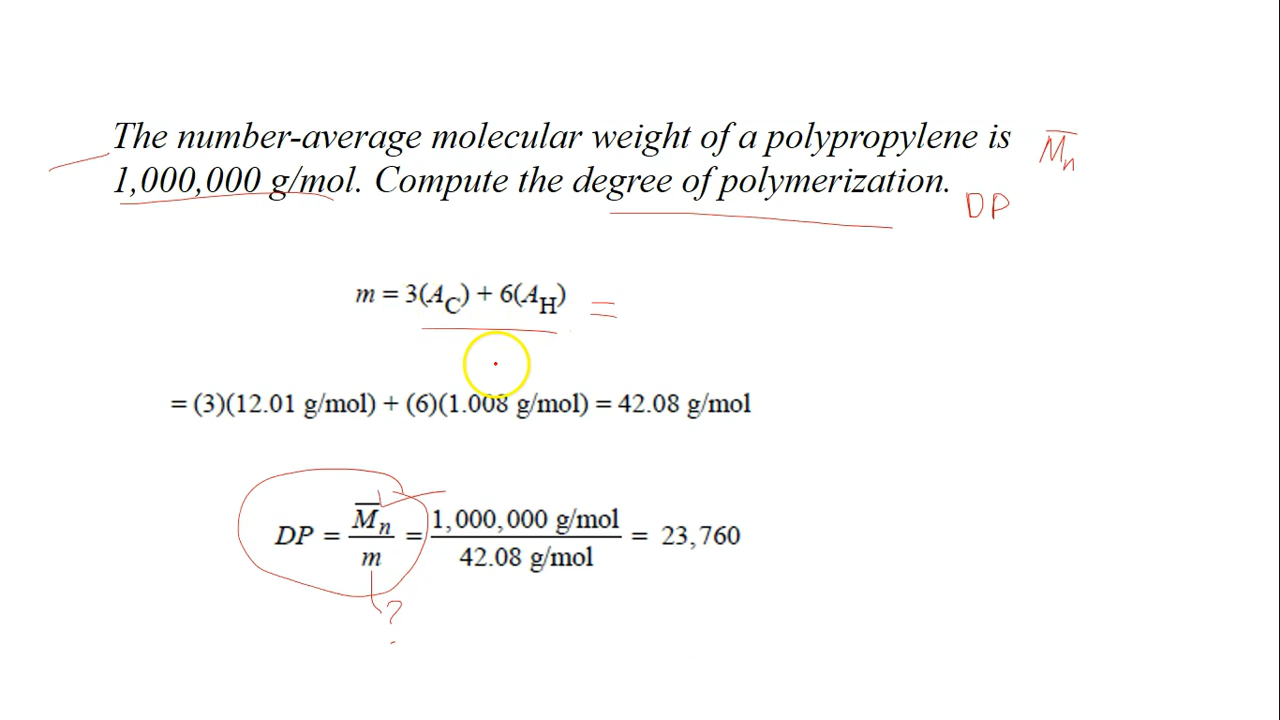 The number-average molecular weight of a polypropylene is M̅n
1,000,000 g/mol. Compute the degree of polymerization. DP
m = 3(A_C) + 6(A_H) =
= (3)(12.01 g/mol) + (6)(1.008 g/mol) = 42.08 g/mol
DP = M̅n / m = 1,000,000 g/mol / 42.08 g/mol = 23,760
?